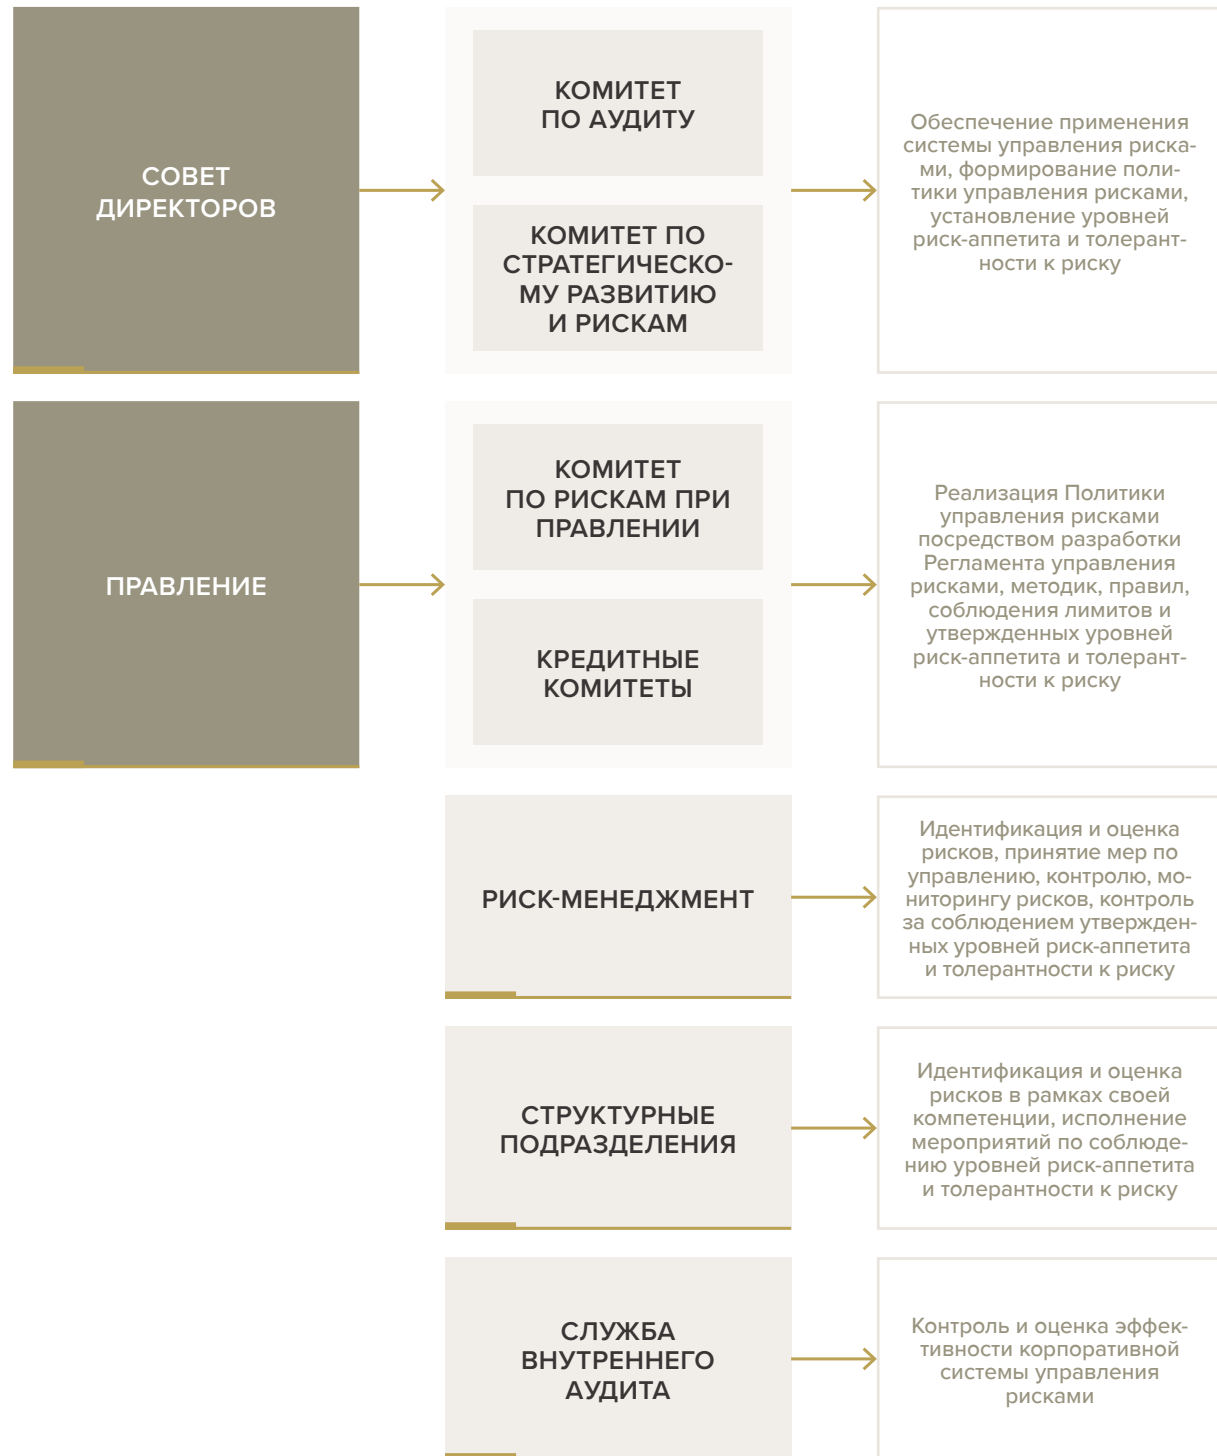 СОВЕТ
ДИРЕКТОРОВ
КОМИТЕТ
ПО АУДИТУ
КОМИТЕТ ПО
СТРАТЕГИЧЕСКО-
МУ РАЗВИТИЮ
И РИСКАМ
Обеспечение применения
системы управления риска-
ми, формирование поли-
тики управления рисками,
установление уровней
риск-аппетита и толерант-
ности к риску
ПРАВЛЕНИЕ
КОМИТЕТ
ПО РИСКАМ ПРИ
ПРАВЛЕНИИ
КРЕДИТНЫЕ
КОМИТЕТЫ
Реализация Политики
управления рисками
посредством разработки
Регламента управления
рисками, методик, правил,
соблюдения лимитов и
утвержденных уровней
риск-аппетита и толерант-
ности к риску
РИСК-МЕНЕДЖМЕНТ
Идентификация и оценка
рисков, принятие мер по
управлению, контролю, мо-
ниторингу рисков, контроль
за соблюдением утвержден-
ных уровней риск-аппетита
и толерантности к риску
СТРУКТУРНЫЕ
ПОДРАЗДЕЛЕНИЯ
Идентификация и оценка
рисков в рамках своей
компетенции, исполнение
мероприятий по соблюде-
нию уровней риск-аппетита
и толерантности к риску
СЛУЖБА
ВНУТРЕННЕГО
АУДИТА
Контроль и оценка эффек-
тивности корпоративной
системы управления
рисками